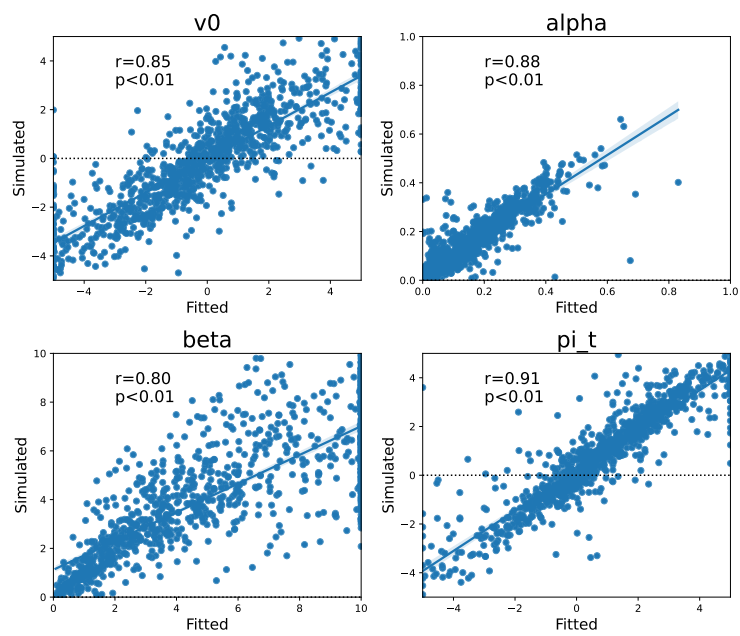 v0
alpha
r=0.85
p<0.01
r=0.88
p<0.01
Simulated
Simulated
4
2
0
−2
−4
1.0
0.8
0.6
0.4
0.2
0.0
−4
−2
0
2
4
0.0
0.2
0.4
0.6
0.8
1.0
Fitted
Fitted
beta
pi_t
r=0.80
p<0.01
r=0.91
p<0.01
Simulated
Simulated
10
8
6
4
2
0
4
2
0
−2
−4
0
2
4
6
8
10
−4
−2
0
2
4
Fitted
Fitted